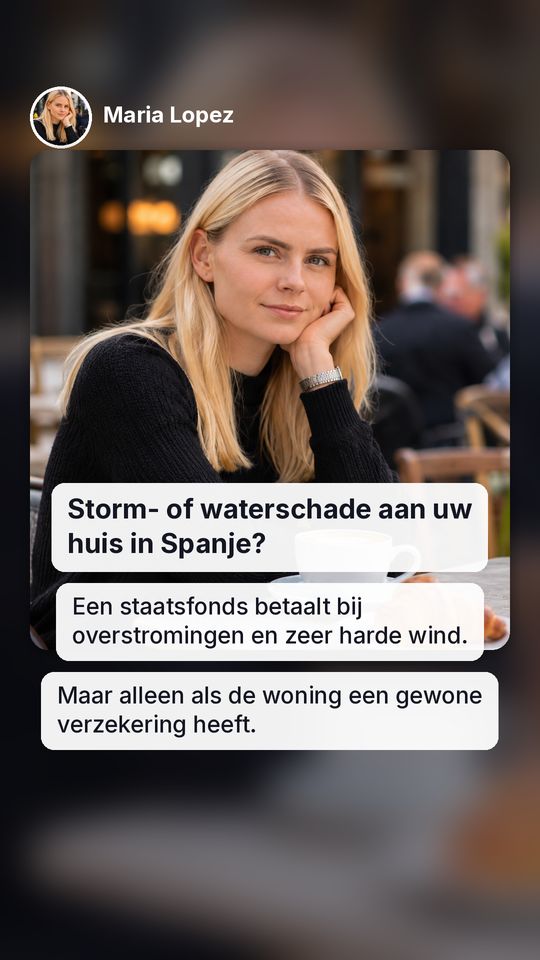 Maria Lopez
Storm- of waterschade aan uw
huis in Spanje?
Een staatsfonds betaalt bij
overstromingen en zeer harde wind.
Maar alleen als de woning een gewone
verzekering heeft.